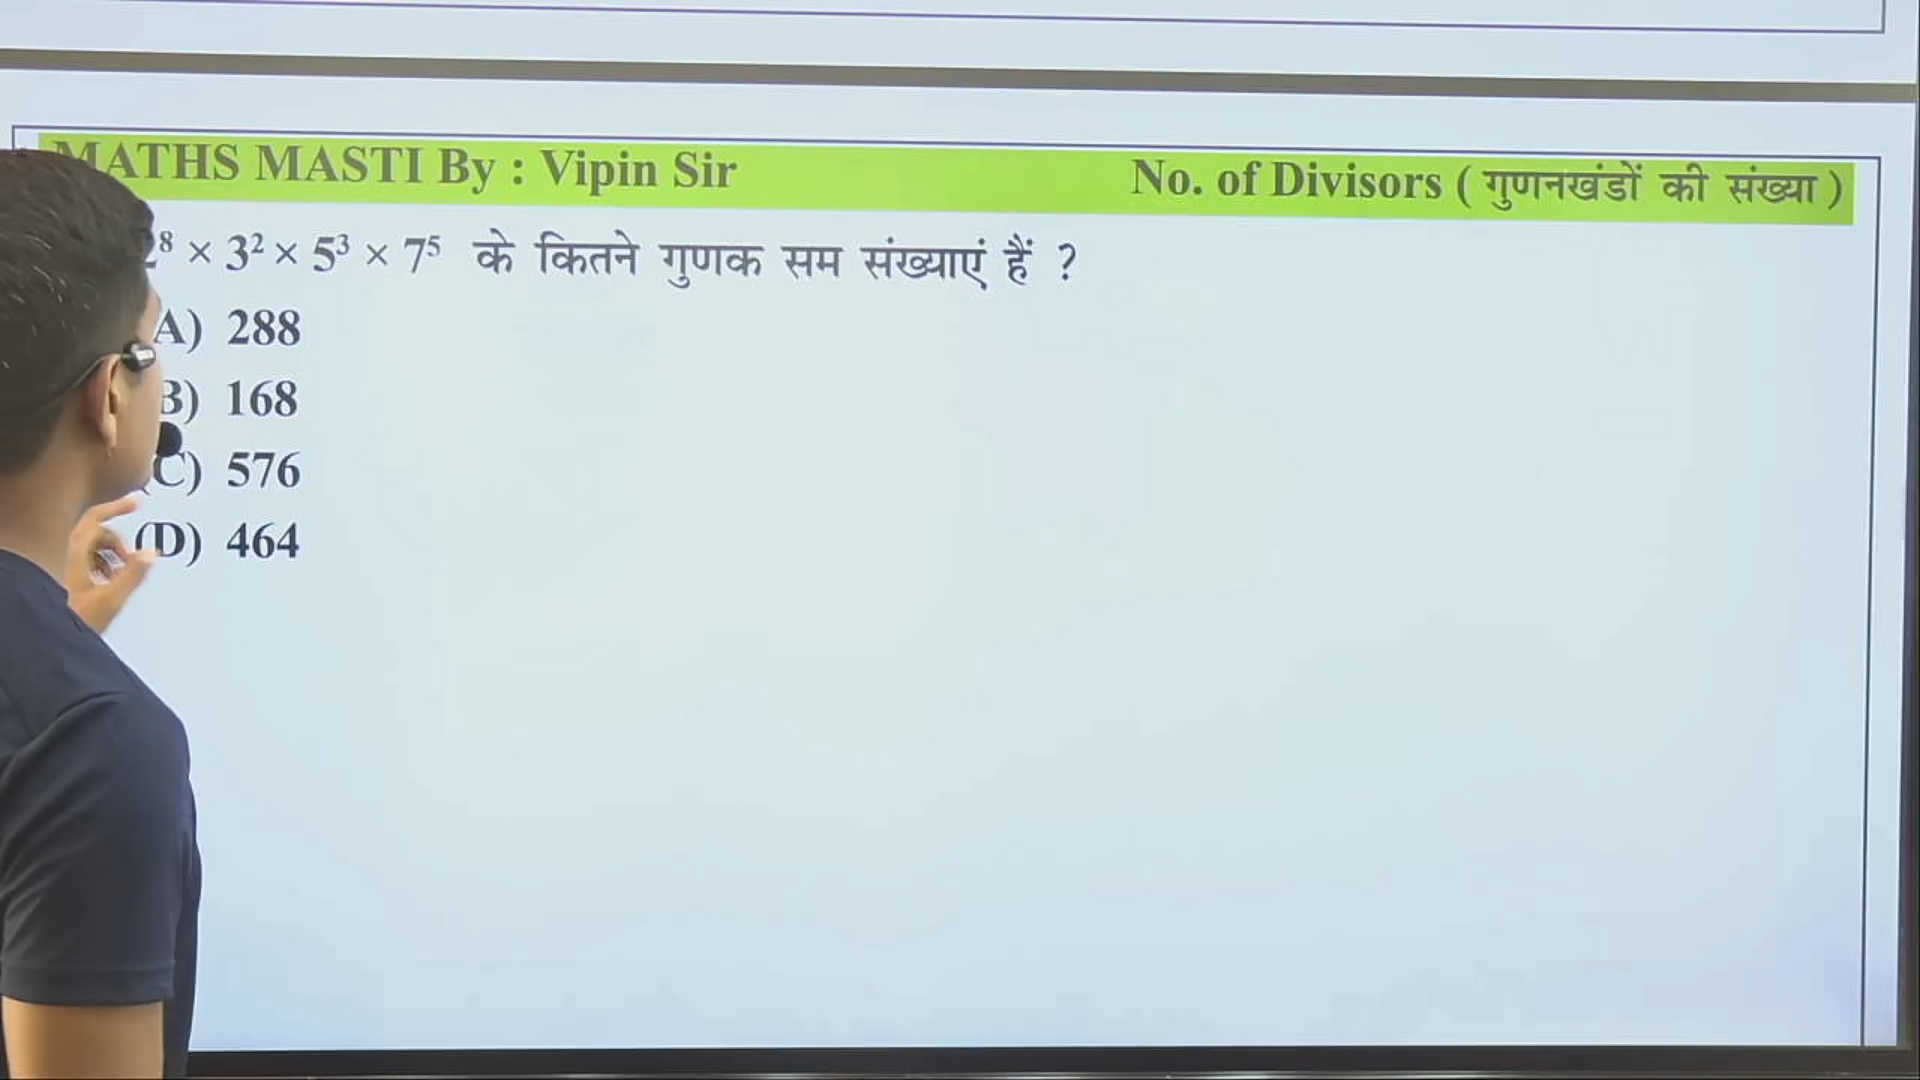 MATHS MASTI By : Vipin Sir
No. of Divisors ( गुणनखंडों की संख्या )
2⁸ × 3² × 5³ × 7⁵ के कितने गुणक सम संख्याएं हैं ?
A) 288
B) 168
(C) 576
(D) 464